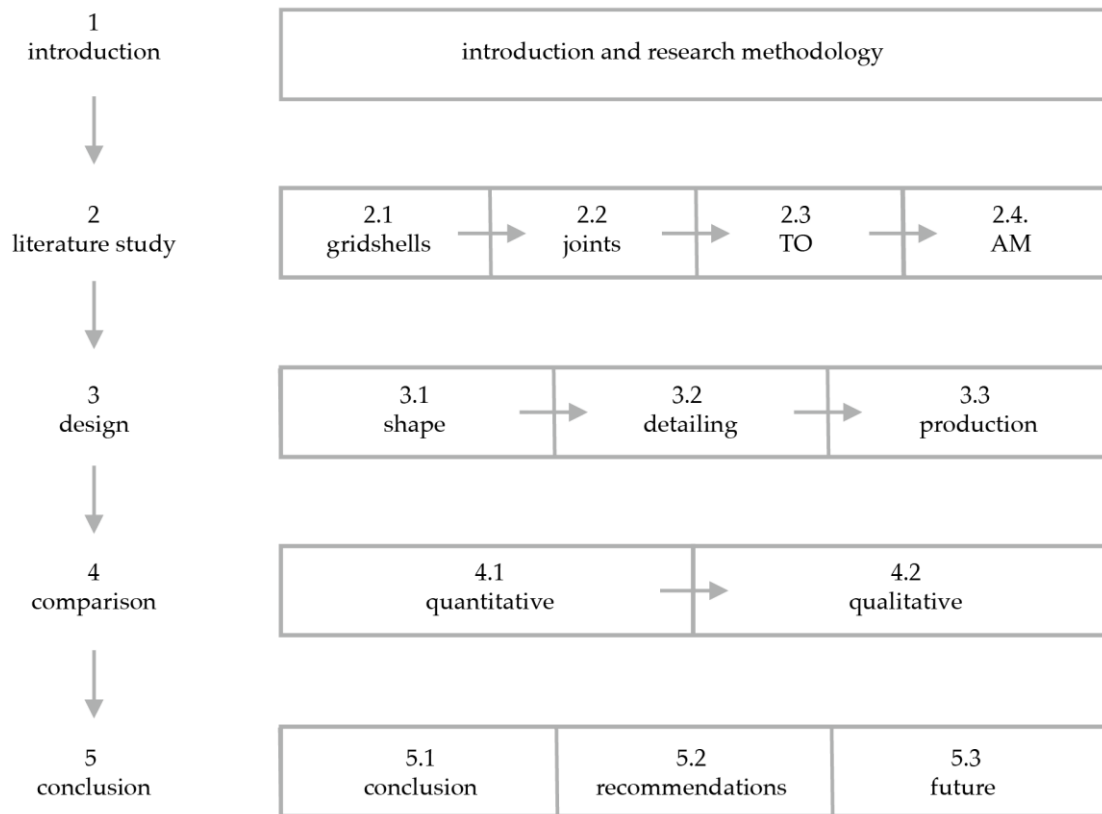 1
introduction
introduction and research methodology
2
literature study
2.1
gridshells
2.2
joints
2.3
TO
2.4.
AM
3
design
3.1
shape
3.2
detailing
3.3
production
4
comparison
4.1
quantitative
4.2
qualitative
5
conclusion
5.1
conclusion
5.2
recommendations
5.3
future